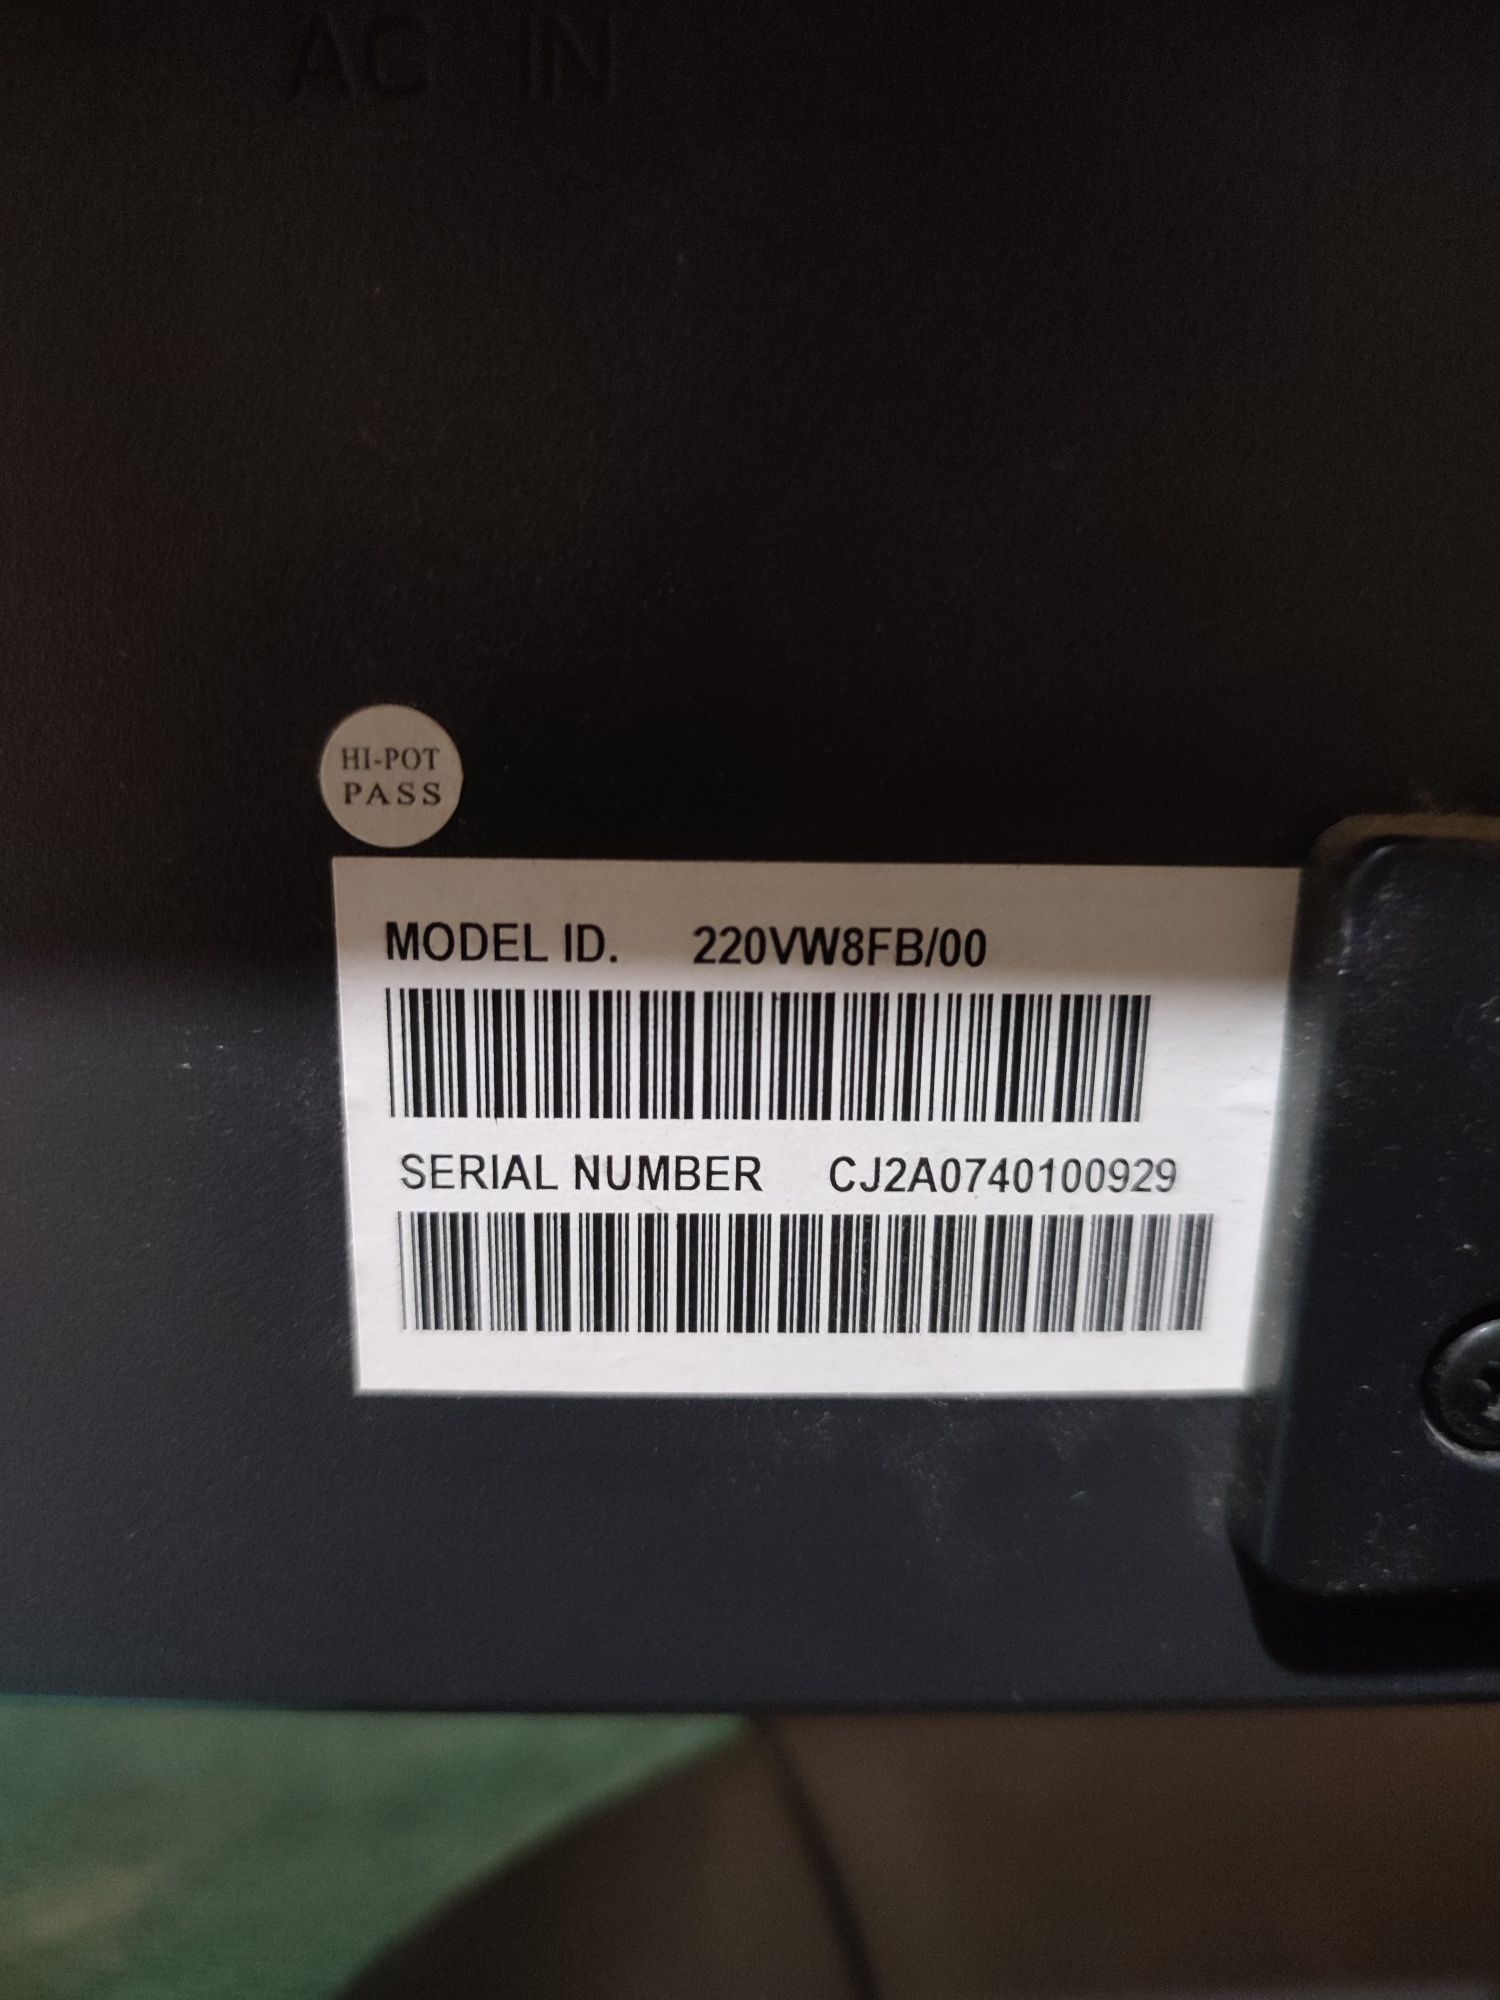 AC IN
HI-POT
PASS
MODEL ID. 220VW8FB/00
SERIAL NUMBER CJ2A0740100929